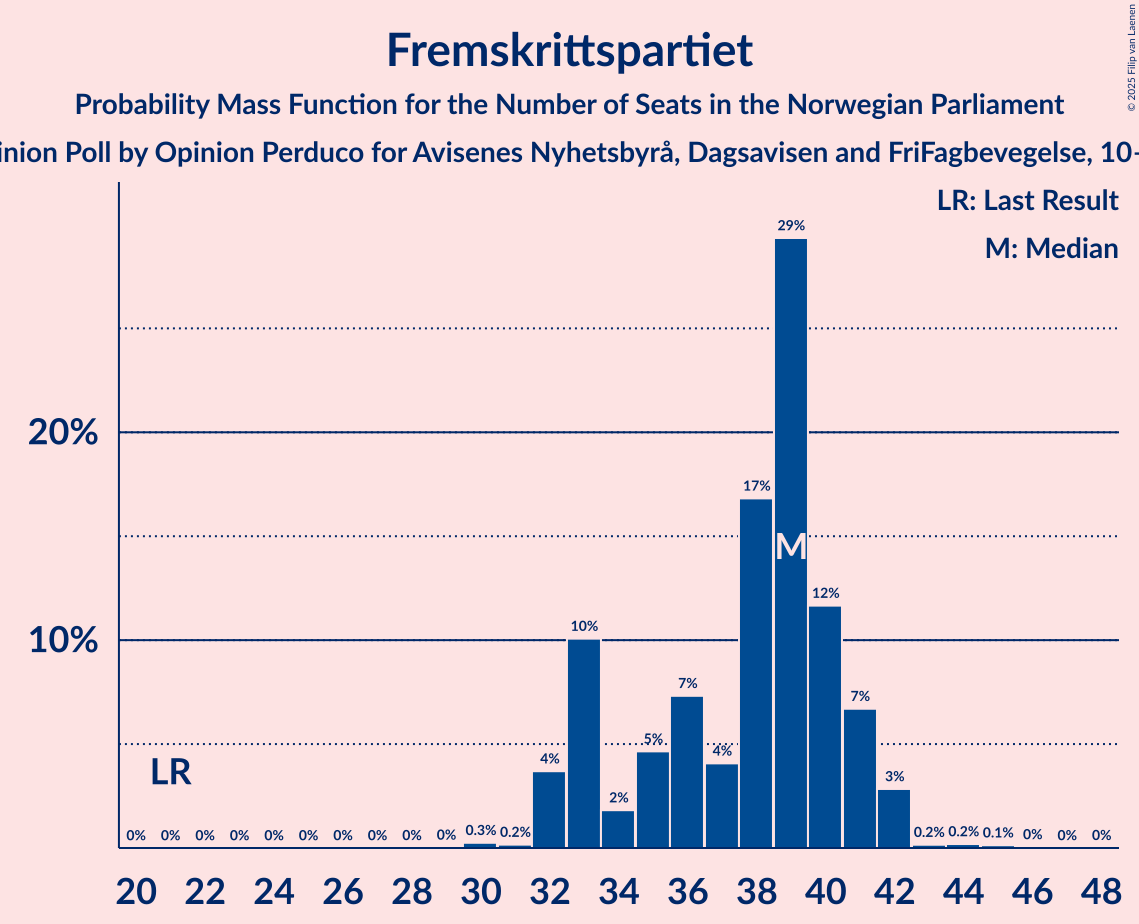 Fremskrittspartiet
Probability Mass Function for the Number of Seats in the Norwegian Parliament
Opinion Poll by Opinion Perduco for Avisenes Nyhetsbyrå, Dagsavisen and FriFagbevegelse, 10–
© 2025 Filip van Laenen
LR: Last Result
M: Median
29%
20%
17%
M
12%
10%
10%
7%
7%
5%
4%
4%
LR
3%
2%
0% 0% 0% 0% 0% 0% 0% 0% 0% 0% 0.3% 0.2% 0.2% 0.2% 0.1% 0% 0% 0%
20 22 24 26 28 30 32 34 36 38 40 42 44 46 48